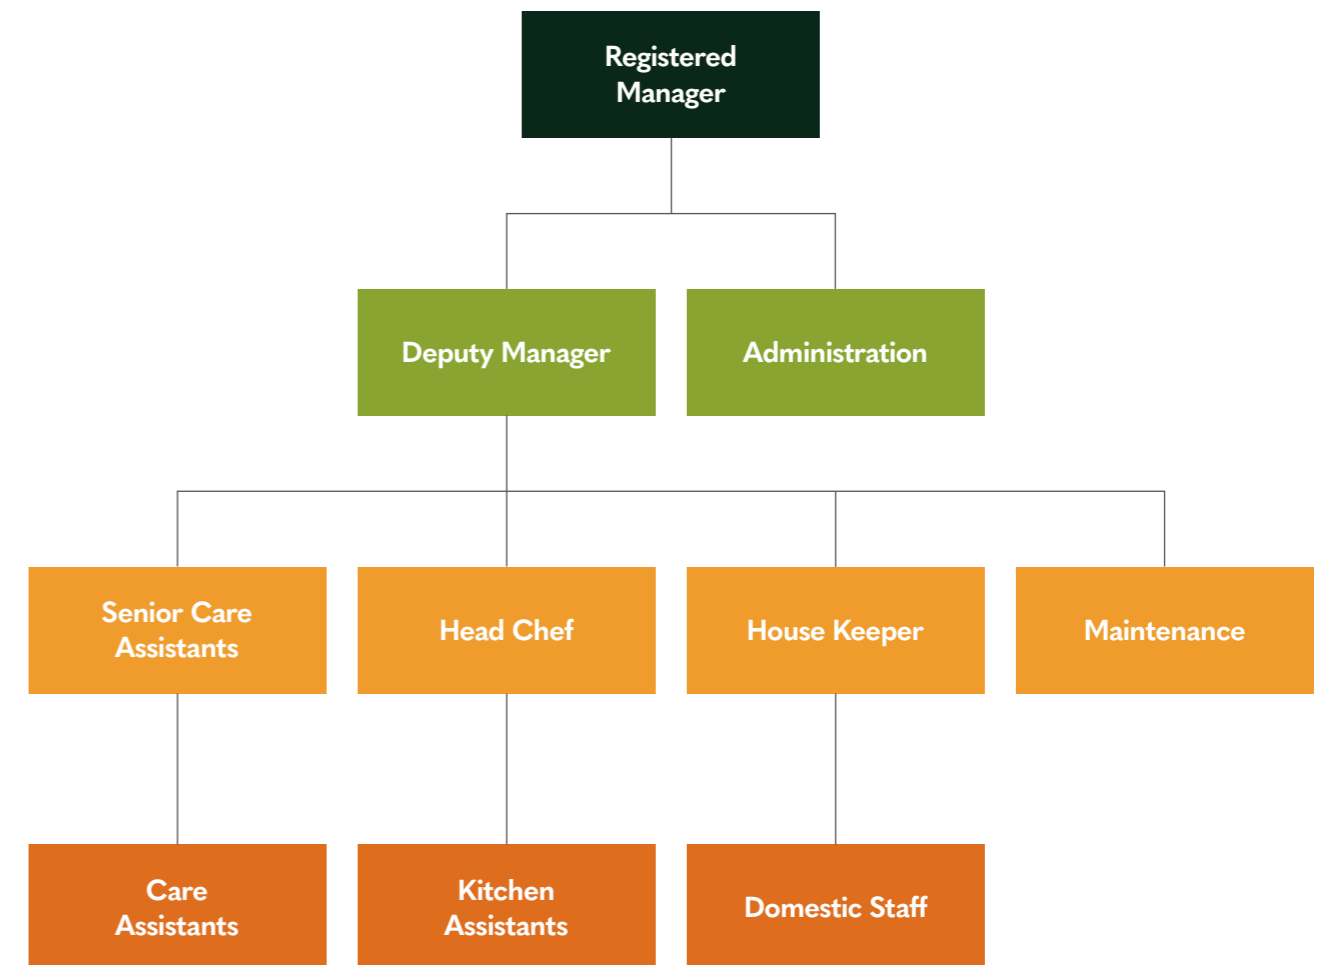 Registered
Manager
Deputy Manager
Administration
Senior Care
Assistants
Head Chef
House Keeper
Maintenance
Care
Assistants
Kitchen
Assistants
Domestic Staff